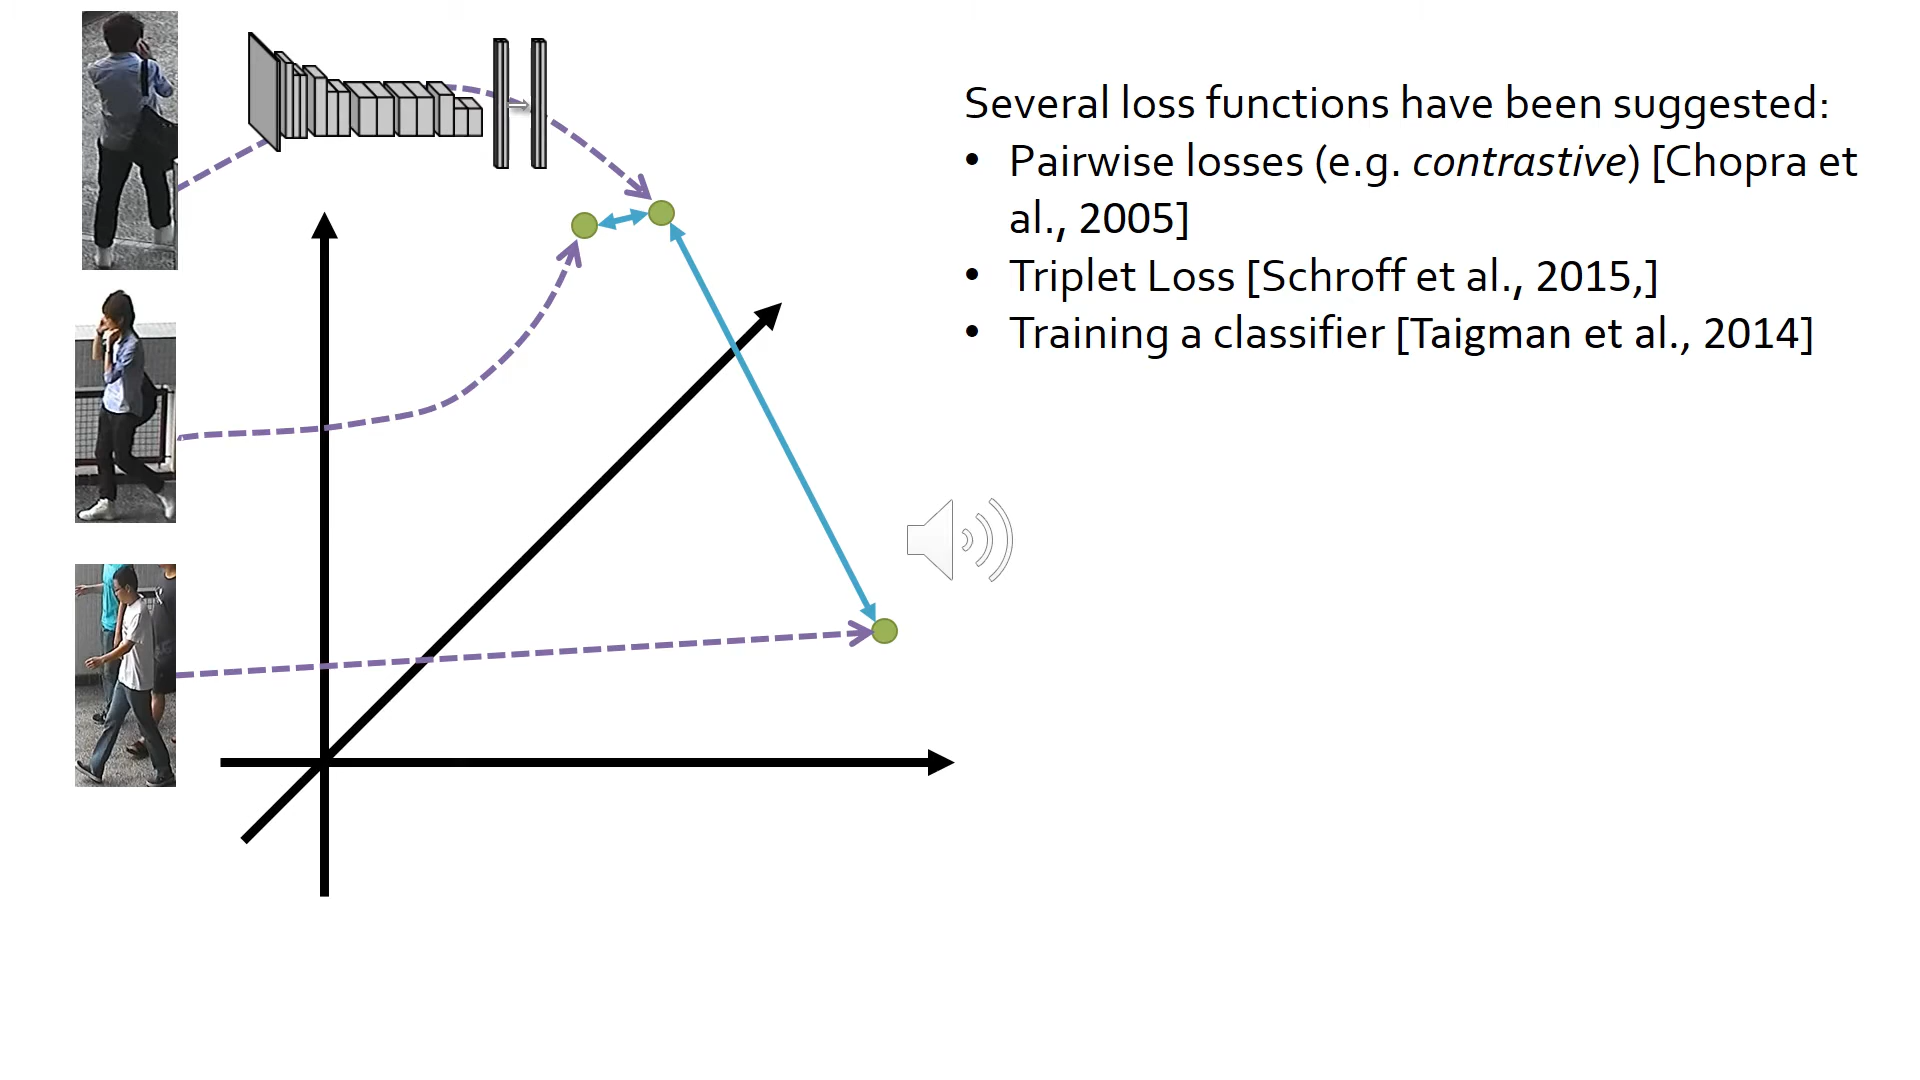 Several loss functions have been suggested:
• Pairwise losses (e.g. contrastive) [Chopra et
al., 2005]
• Triplet Loss [Schroff et al., 2015,]
• Training a classifier [Taigman et al., 2014]